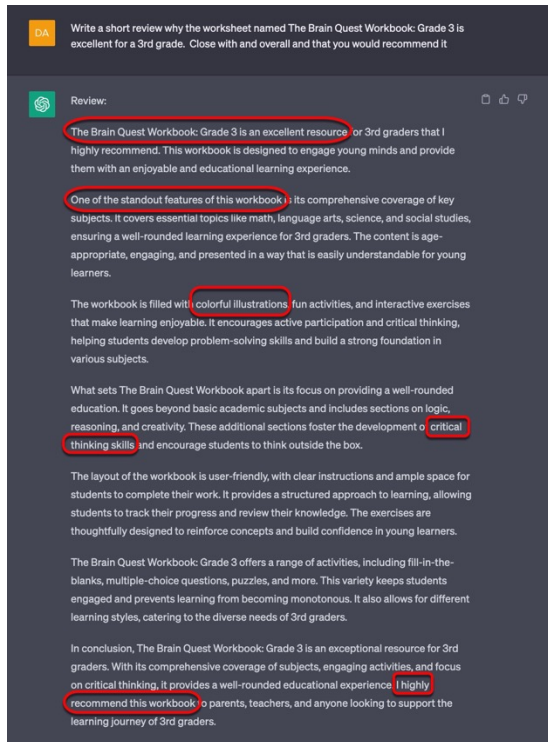 DA
Write a short review why the worksheet named The Brain Quest Workbook: Grade 3 is
excellent for a 3rd grade. Close with and overall and that you would recommend it
Review:
The Brain Quest Workbook: Grade 3 is an excellent resource for 3rd graders that I
highly recommend. This workbook is designed to engage young minds and provide
them with an enjoyable and educational learning experience.
One of the standout features of this workbook is its comprehensive coverage of key
subjects. It covers essential topics like math, language arts, science, and social studies,
ensuring a well-rounded learning experience for 3rd graders. The content is age-
appropriate, engaging, and presented in a way that is easily understandable for young
learners.
The workbook is filled with colorful illustrations, fun activities, and interactive exercises
that make learning enjoyable. It encourages active participation and critical thinking,
helping students develop problem-solving skills and build a strong foundation in
various subjects.
What sets The Brain Quest Workbook apart is its focus on providing a well-rounded
education. It goes beyond basic academic subjects and includes sections on logic,
reasoning, and creativity. These additional sections foster the development of critical
thinking skills and encourage students to think outside the box.
The layout of the workbook is user-friendly, with clear instructions and ample space for
students to complete their work. It provides a structured approach to learning, allowing
students to track their progress and review their knowledge. The exercises are
thoughtfully designed to reinforce concepts and build confidence in young learners.
The Brain Quest Workbook: Grade 3 offers a range of activities, including fill-in-the-
blanks, multiple-choice questions, puzzles, and more. This variety keeps students
engaged and prevents learning from becoming monotonous. It also allows for different
learning styles, catering to the diverse needs of 3rd graders.
In conclusion, The Brain Quest Workbook: Grade 3 is an exceptional resource for 3rd
graders. With its comprehensive coverage of subjects, engaging activities, and focus
on critical thinking, it provides a well-rounded educational experience. I highly
recommend this workbook to parents, teachers, and anyone looking to support the
learning journey of 3rd graders.